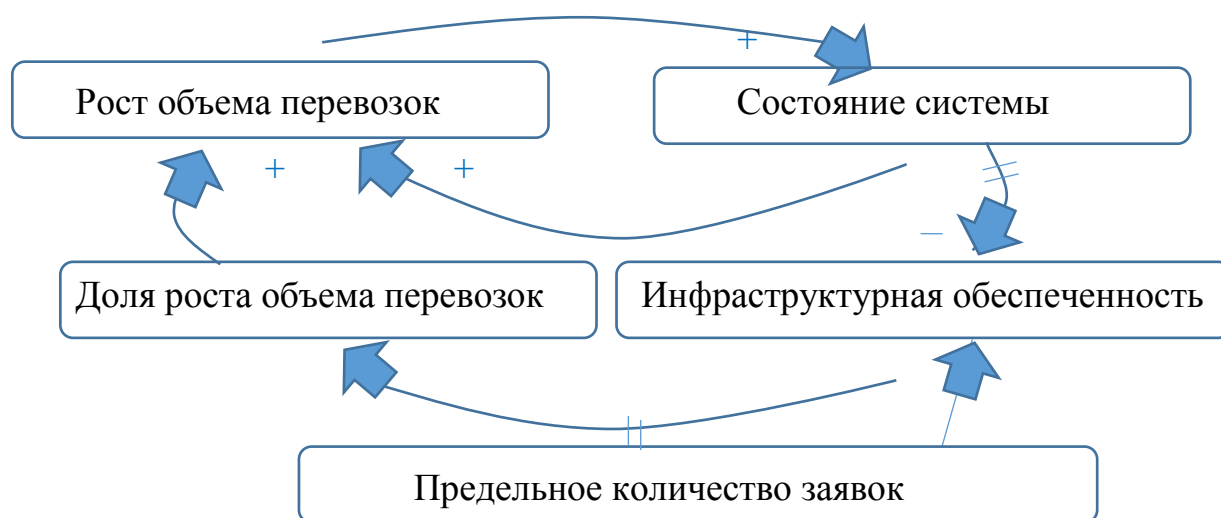 +
Рост объема перевозок
Состояние системы
+
+
–
Доля роста объема перевозок
Инфраструктурная обеспеченность
Предельное количество заявок